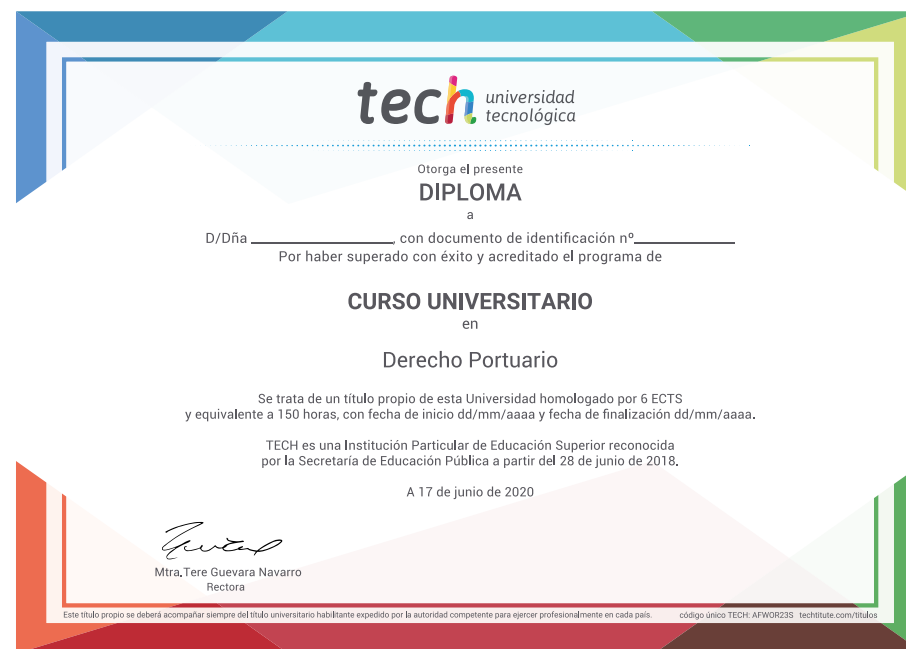 tech universidad
tecnológica
Otorga el presente
DIPLOMA
a
D/Dña ____________________, con documento de identificación nº______________
Por haber superado con éxito y acreditado el programa de
CURSO UNIVERSITARIO
en
Derecho Portuario
Se trata de un título propio de esta Universidad homologado por 6 ECTS
y equivalente a 150 horas, con fecha de inicio dd/mm/aaaa y fecha de finalización dd/mm/aaaa.
TECH es una Institución Particular de Educación Superior reconocida
por la Secretaría de Educación Pública a partir del 28 de junio de 2018.
A 17 de junio de 2020
Mtra.Tere Guevara Navarro
Rectora
Este título propio se deberá acompañar siempre del título universitario habilitante expedido por la autoridad competente para ejercer profesionalmente en cada país. código único TECH: AFWOR23S techtitute.com/titulos